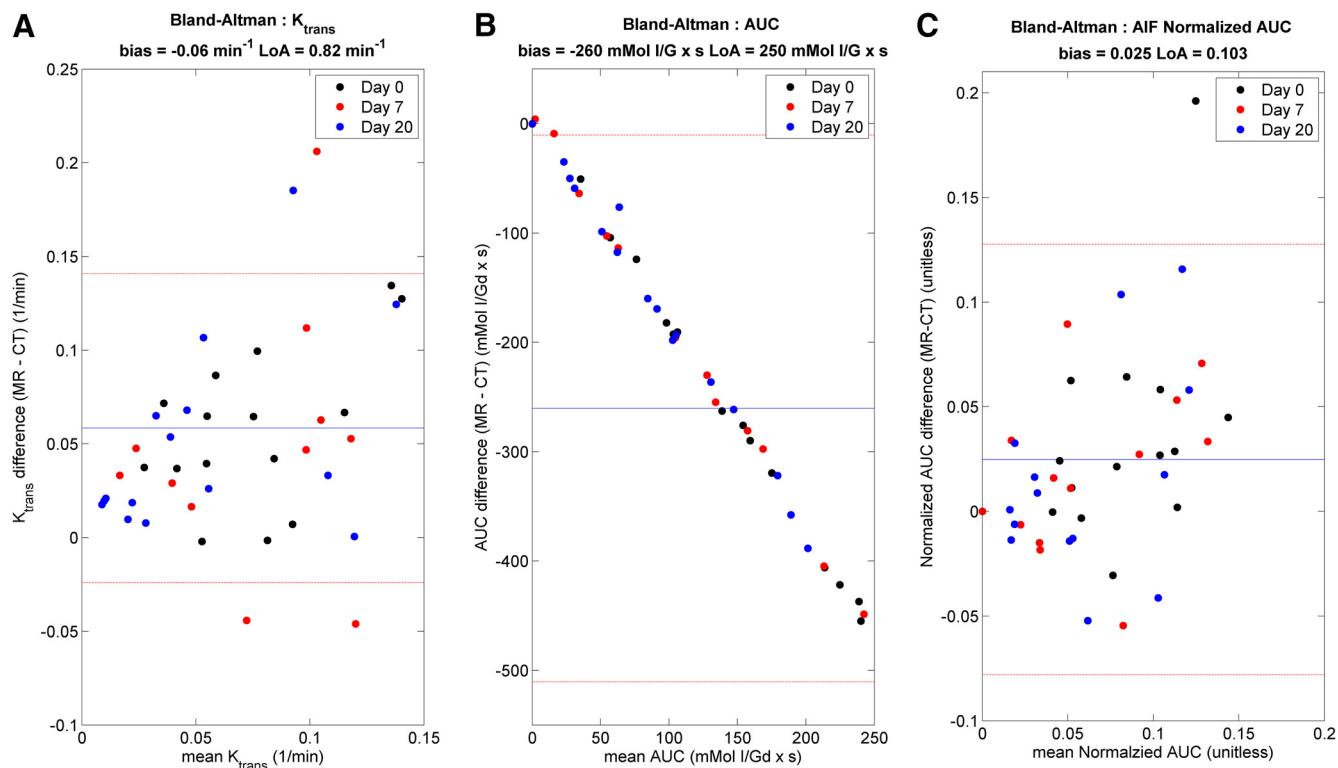 A
Bland-Altman : Ktrans
bias = -0.06 min-1 LoA = 0.82 min-1
0.25
0.2
0.15
0.1
0.05
0
-0.05
-0.1
Ktrans difference (MR - CT) (1/min)
Day 0
Day 7
Day 20
0 0.05 0.1 0.15
mean Ktrans (1/min)
B
Bland-Altman : AUC
bias = -260 mMol I/G x s LoA = 250 mMol I/G x s
0
-100
-200
-300
-400
-500
AUC difference (MR - CT) (mMol I/Gd x s)
Day 0
Day 7
Day 20
0 50 100 150 200 250
mean AUC (mMol I/Gd x s)
C
Bland-Altman : AIF Normalized AUC
bias = 0.025 LoA = 0.103
0.2
0.15
0.1
0.05
0
-0.05
-0.1
Normalized AUC difference (MR-CT) (unitless)
Day 0
Day 7
Day 20
0 0.05 0.1 0.15 0.2
mean Normalzied AUC (unitless)